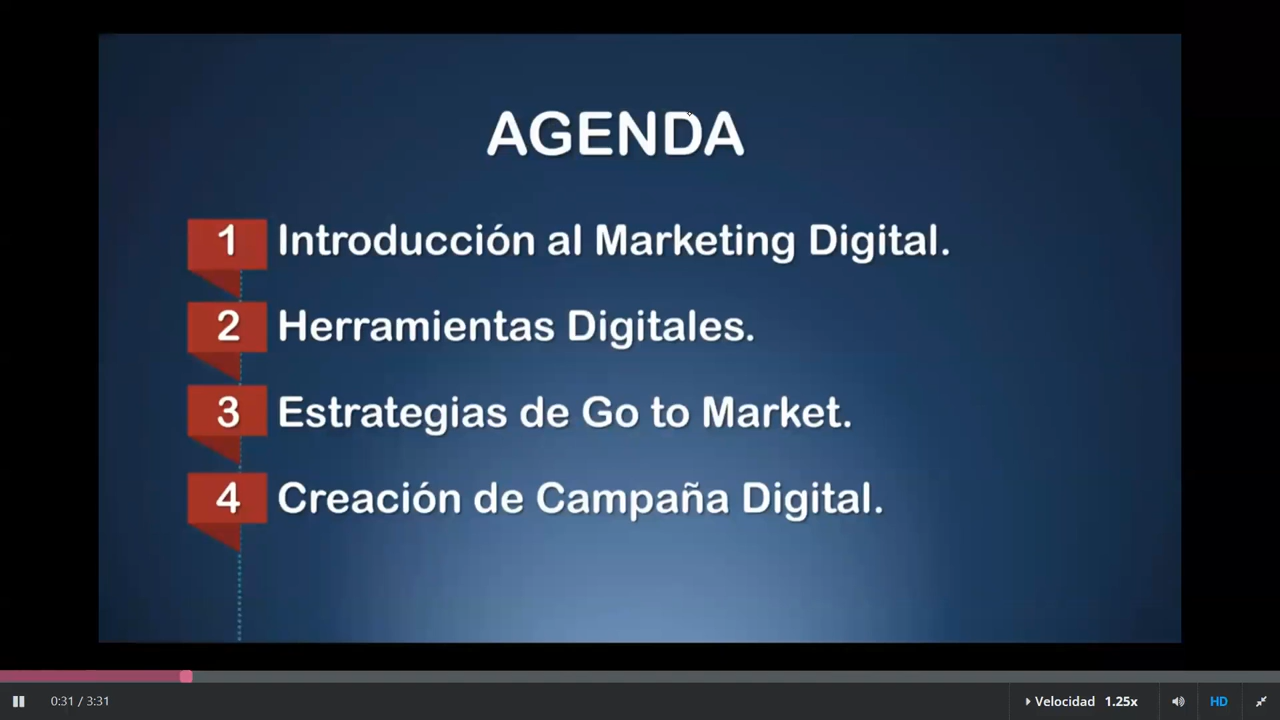 AGENDA
1 Introducción al Marketing Digital.
2 Herramientas Digitales.
3 Estrategias de Go to Market.
4 Creación de Campaña Digital.
0:31 / 3:31 Velocidad 1.25x HD